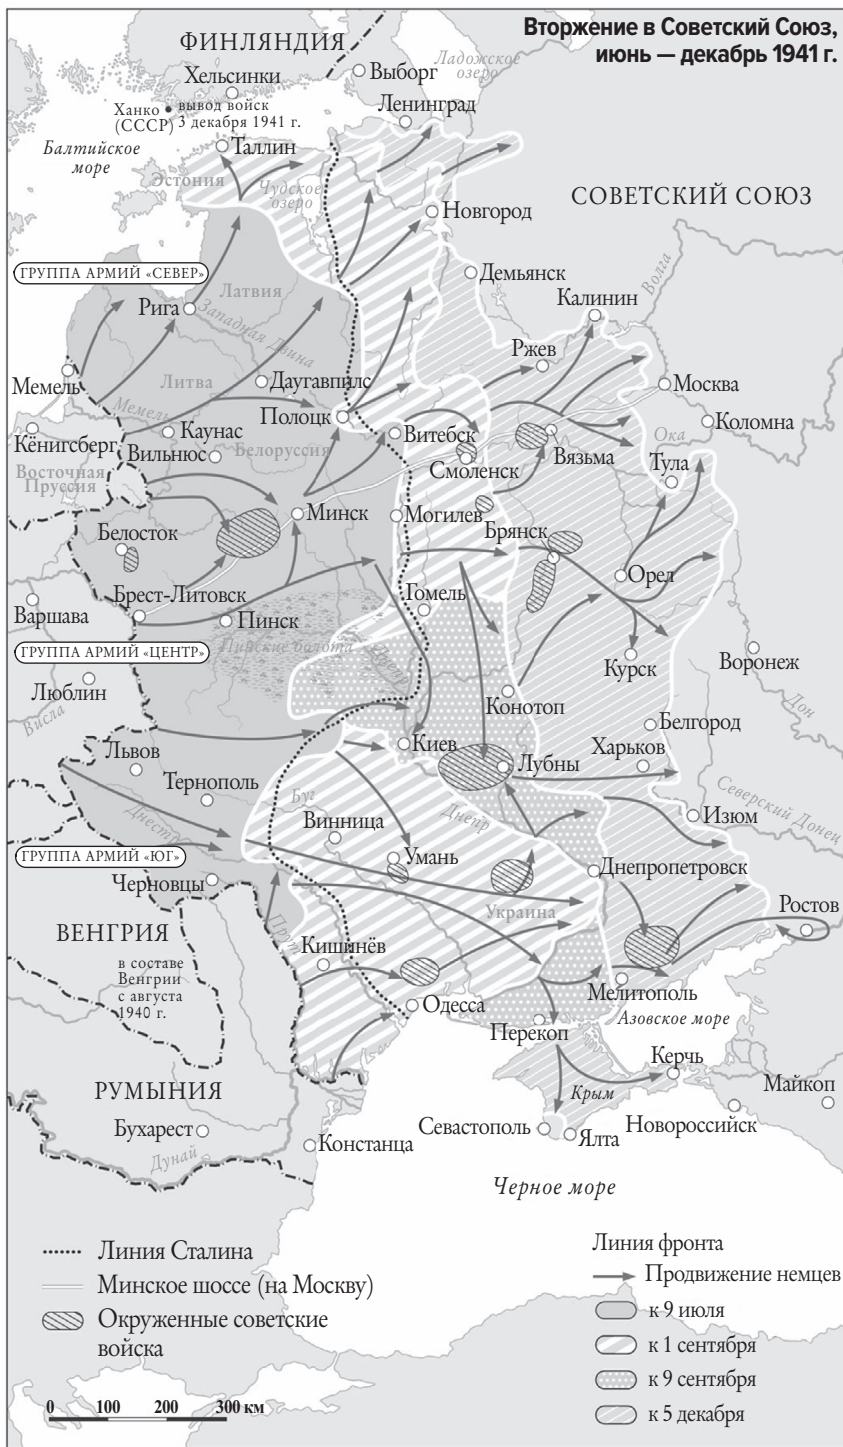 Вторжение в Советский Союз,
июнь — декабрь 1941 г.
ФИНЛЯНДИЯ
Ладожское
озеро
Выборг
Хельсинки
Ханко
(СССР)
вывод войск
3 декабря 1941 г.
Ленинград
Балтийское
море
Таллин
Эстония
Чудское
озеро
СОВЕТСКИЙ СОЮЗ
Новгород
ГРУППА АРМИЙ «СЕВЕР»
Демьянск
Волга
Латвия
Калинин
Рига
Западная Двина
Ржев
Мемель
Литва
Даугавпилс
Москва
Мемель
Полоцк
Коломна
Кёнигсберг
Каунас
Витебск
Ока
Вильнюс
Белоруссия
Смоленск
Вязьма
Тула
Восточная
Пруссия
Минск
Могилев
Брянск
Белосток
Орел
Брест-Литовск
Гомель
Варшава
Пинск
Пинские болота
Днепр
ГРУППА АРМИЙ «ЦЕНТР»
Курск
Воронеж
Люблин
Конотоп
Дон
Висла
Белгород
Львов
Киев
Харьков
Лубны
Тернополь
Буг
Днепр
Северский Донец
Изюм
Днестр
Винница
ГРУППА АРМИЙ «ЮГ»
Умань
Днепропетровск
Черновцы
Ростов
Украина
ВЕНГРИЯ
Прут
Кишинёв
в составе
Венгрии
с августа
1940 г.
Мелитополь
Одесса
Азовское море
Перекоп
Керчь
РУМЫНИЯ
Крым
Майкоп
Бухарест
Севастополь
Новороссийск
Ялта
Констанца
Дунай
Черное море
Линия Сталина
Минское шоссе (на Москву)
Окруженные советские
войска
Линия фронта
Продвижение немцев
к 9 июля
к 1 сентября
к 9 сентября
к 5 декабря
0 100 200 300 км